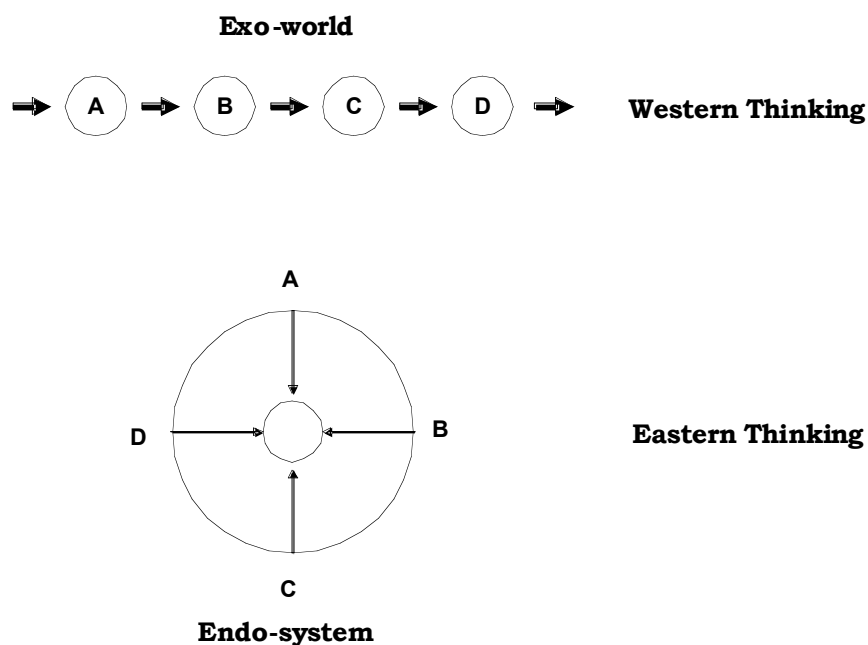 Exo-world
A B C D Western Thinking
A
D B Eastern Thinking
C
Endo-system